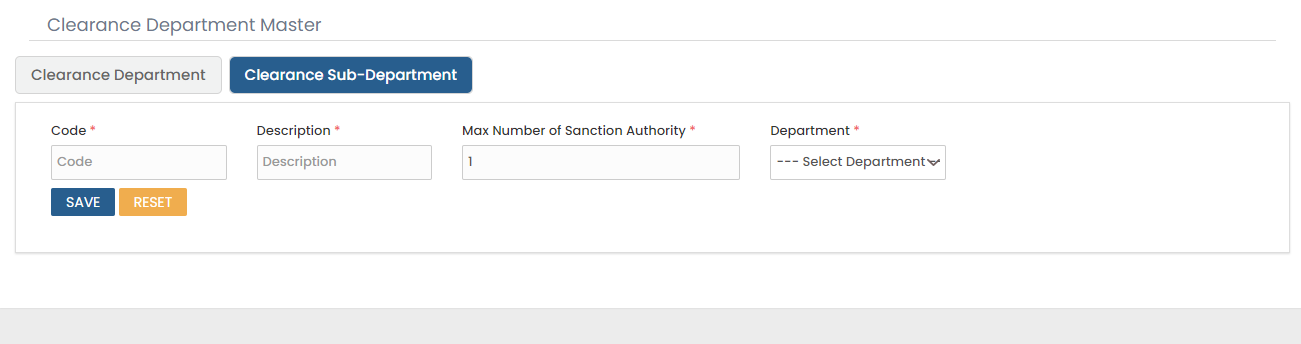 Clearance Department Master
Clearance Department Clearance Sub-Department
Code * Description * Max Number of Sanction Authority * Department *
Code Description 1 --- Select Department
SAVE RESET